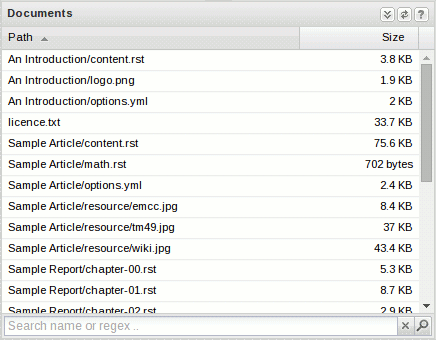 Documents
Path Size
An Introduction/content.rst 3.8 KB
An Introduction/logo.png 1.9 KB
An Introduction/options.yml 2 KB
licence.txt 33.7 KB
Sample Article/content.rst 75.6 KB
Sample Article/math.rst 702 bytes
Sample Article/options.yml 2.4 KB
Sample Article/resource/emcc.jpg 8.4 KB
Sample Article/resource/tm49.jpg 37 KB
Sample Article/resource/wiki.jpg 43.4 KB
Sample Report/chapter-00.rst 5.3 KB
Sample Report/chapter-01.rst 8.7 KB
Sample Report/chapter-02.rst 2.9 KB
Search name or regex...